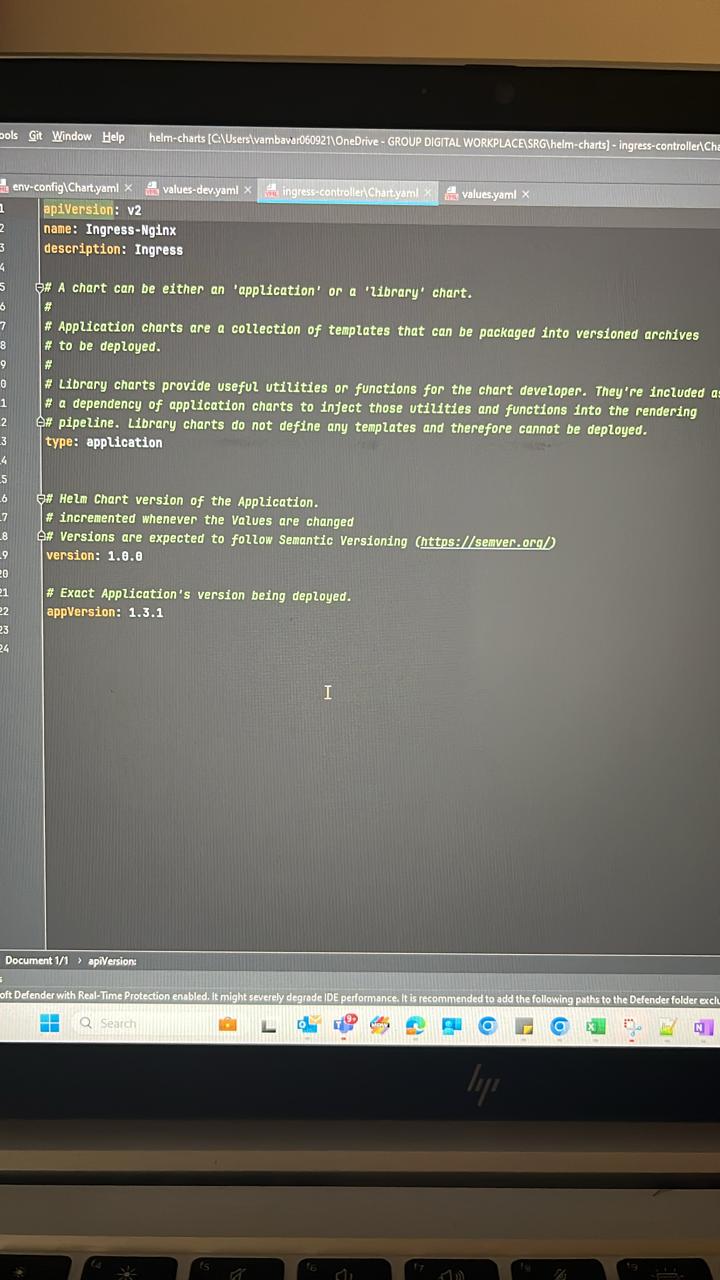 ools Git Window Help helm-charts [C:\Users\vambavar060921\OneDrive - GROUP DIGITAL WORKPLACE\SRG\helm-charts] - ingress-controller\Cha
env-config\Chart.yaml × values-dev.yaml × ingress-controller\Chart.yaml × values.yaml ×
1 apiVersion: v2
2 name: Ingress-Nginx
3 description: Ingress
4
5 # A chart can be either an 'application' or a 'library' chart.
6 #
7 # Application charts are a collection of templates that can be packaged into versioned archives
8 # to be deployed.
9 #
0 # Library charts provide useful utilities or functions for the chart developer. They're included as
1 # a dependency of application charts to inject those utilities and functions into the rendering
2 # pipeline. Library charts do not define any templates and therefore cannot be deployed.
3 type: application
4
5
6 # Helm Chart version of the Application.
7 # incremented whenever the Values are changed
8 # Versions are expected to follow Semantic Versioning (https://semver.org/)
9 version: 1.0.0
20
21 # Exact Application's version being deployed.
22 appVersion: 1.3.1
23
24
Document 1/1 › apiVersion:
oft Defender with Real-Time Protection enabled. It might severely degrade IDE performance. It is recommended to add the following paths to the Defender folder exclu
Search
9+
hp
f4 f5 f6 f7 f8 f9